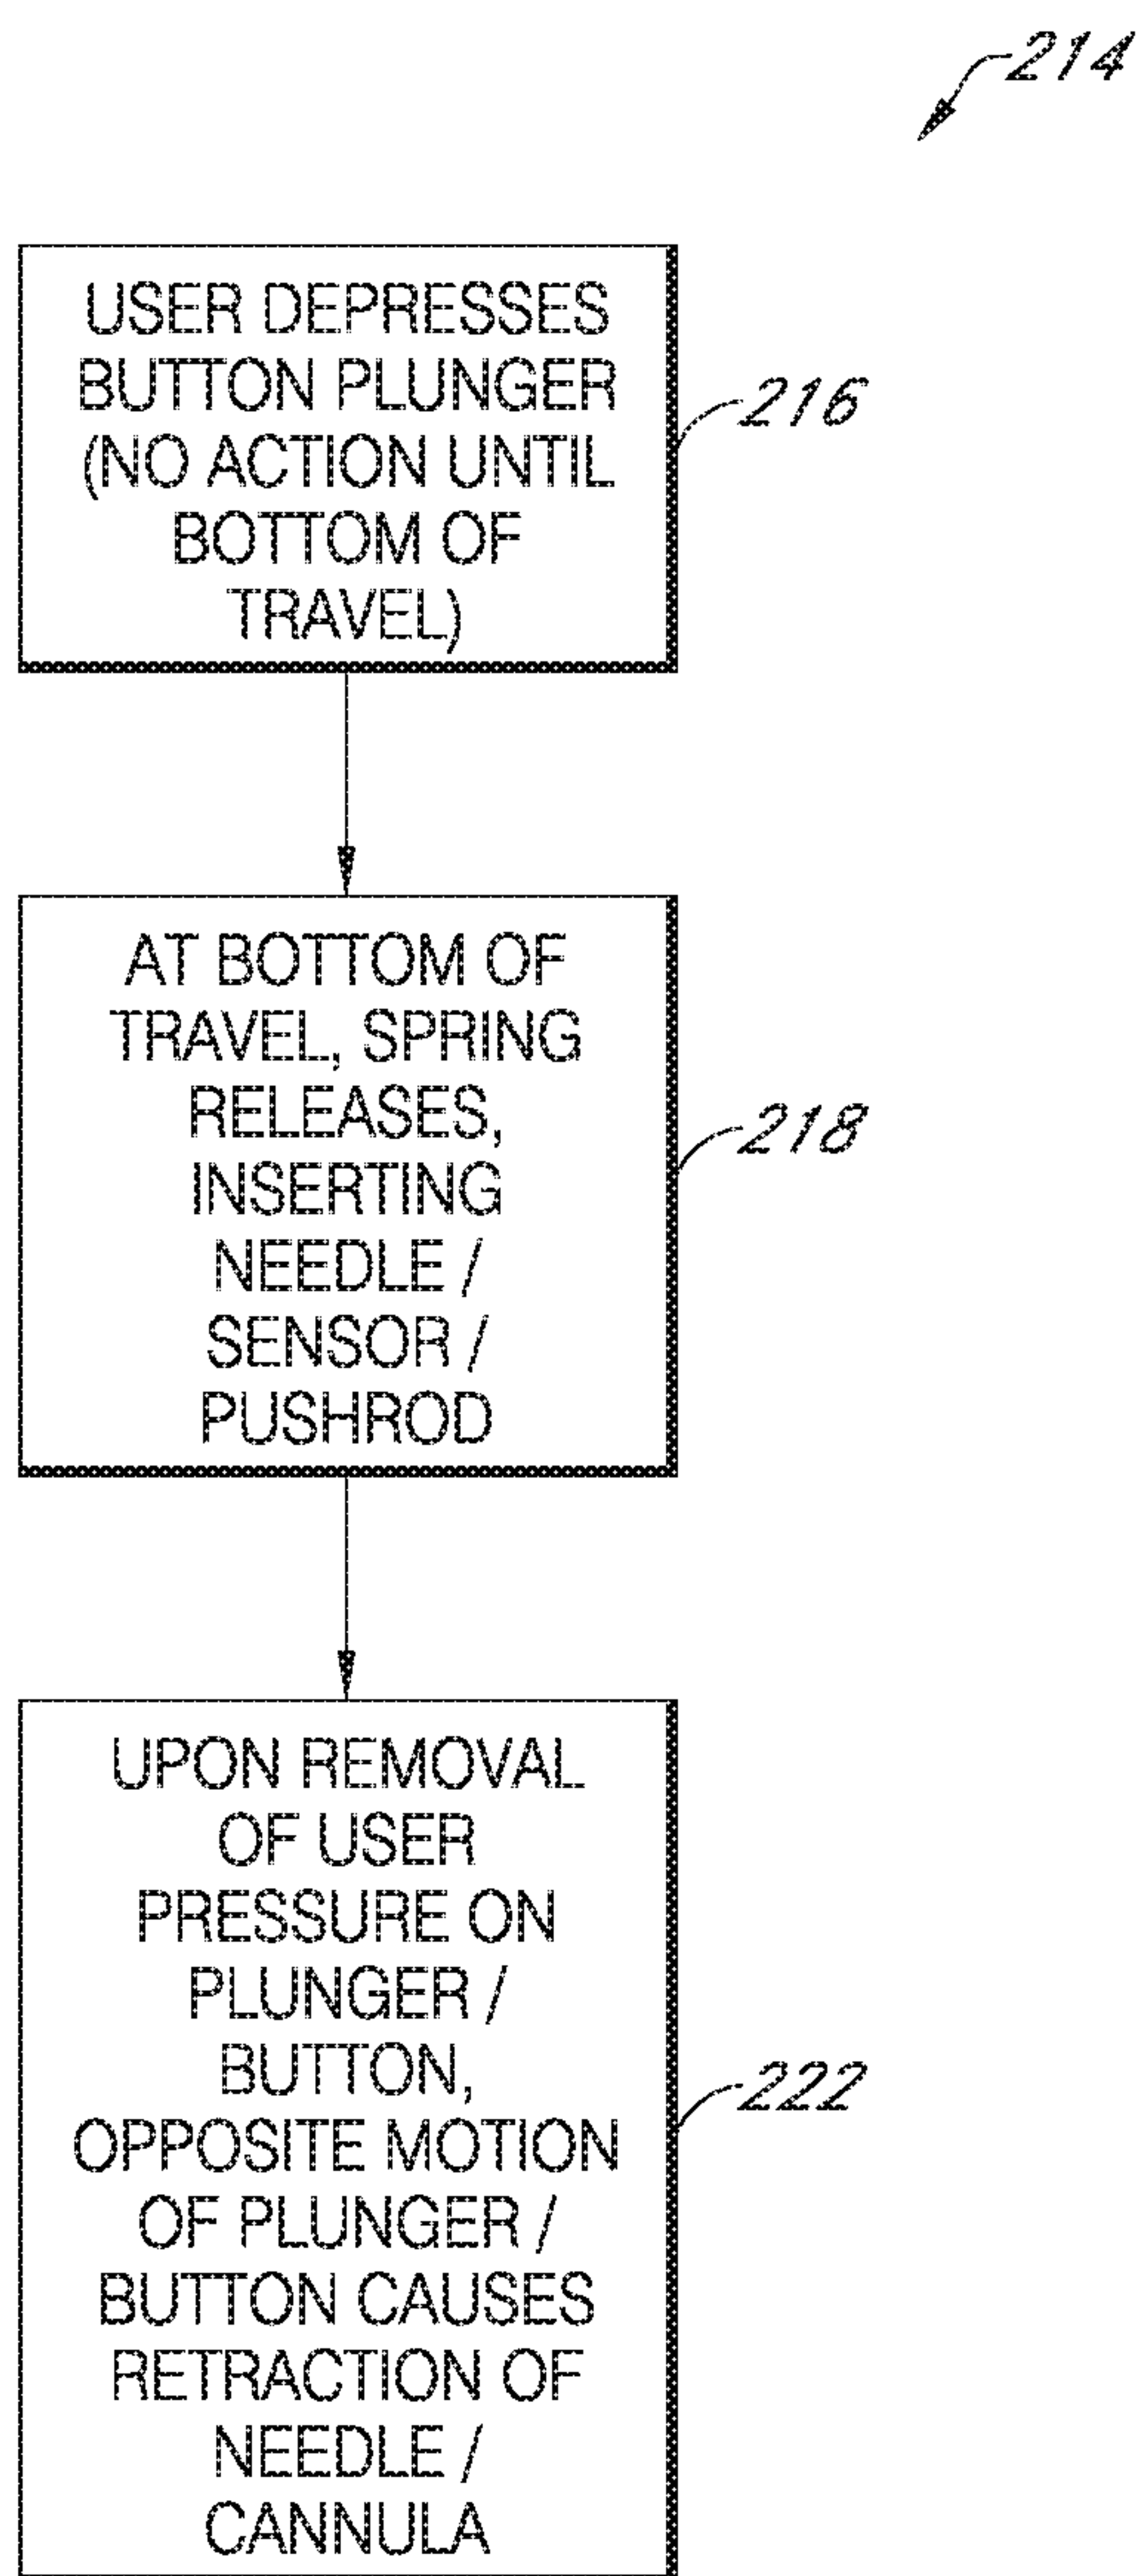 214
USER DEPRESSES
BUTTON PLUNGER
(NO ACTION UNTIL
BOTTOM OF
TRAVEL)
216
AT BOTTOM OF
TRAVEL, SPRING
RELEASES,
INSERTING
NEEDLE /
SENSOR /
PUSHROD
218
UPON REMOVAL
OF USER
PRESSURE ON
PLUNGER /
BUTTON,
OPPOSITE MOTION
OF PLUNGER /
BUTTON CAUSES
RETRACTION OF
NEEDLE /
CANNULA
222